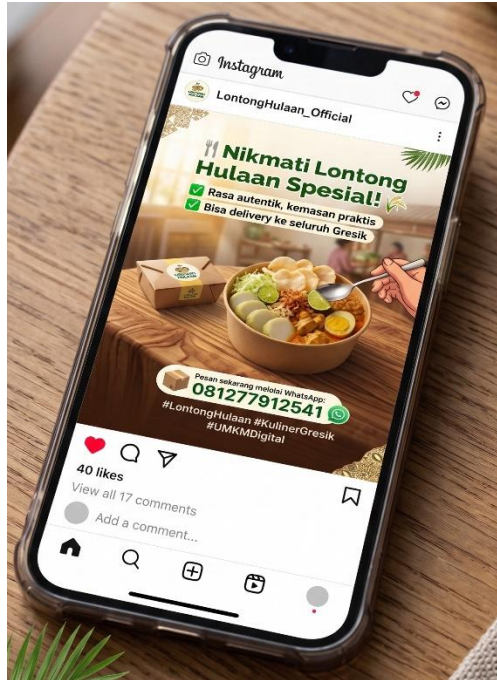 Instagram
LontongHulaan_Official
Nikmati Lontong
Hulaan Spesial!
Rasa autentik, kemasan praktis
Bisa delivery ke seluruh Gresik
Pesan sekarang melolai WhatsApp:
081277912541
#LontongHulaan #KulinerGresik
#UMKMDigital
40 likes
View all 17 comments
Add a comment...